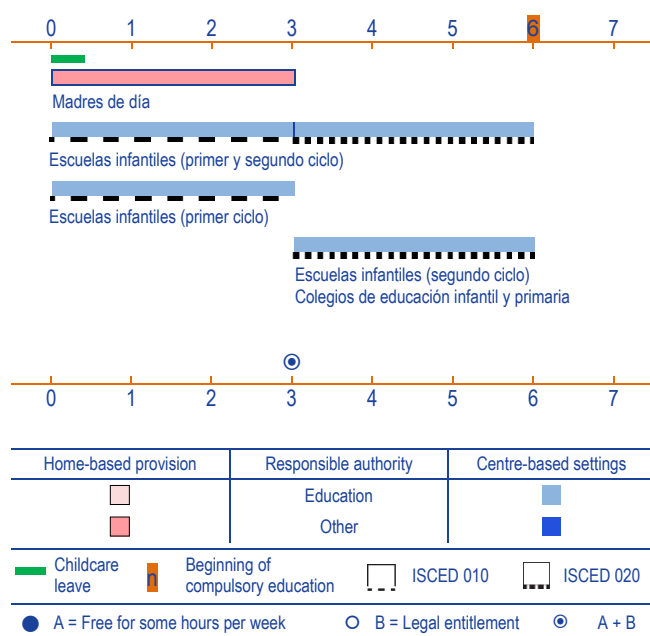 0 1 2 3 4 5 6 7
Madres de día
Escuelas infantiles (primer y segundo ciclo)
Escuelas infantiles (primer ciclo)
Escuelas infantiles (segundo ciclo)
Colegios de educación infantil y primaria
0 1 2 3 4 5 6 7
Home-based provision Responsible authority Centre-based settings
Education
Other
Childcare leave
n Beginning of compulsory education
ISCED 010
ISCED 020
A = Free for some hours per week B = Legal entitlement A + B